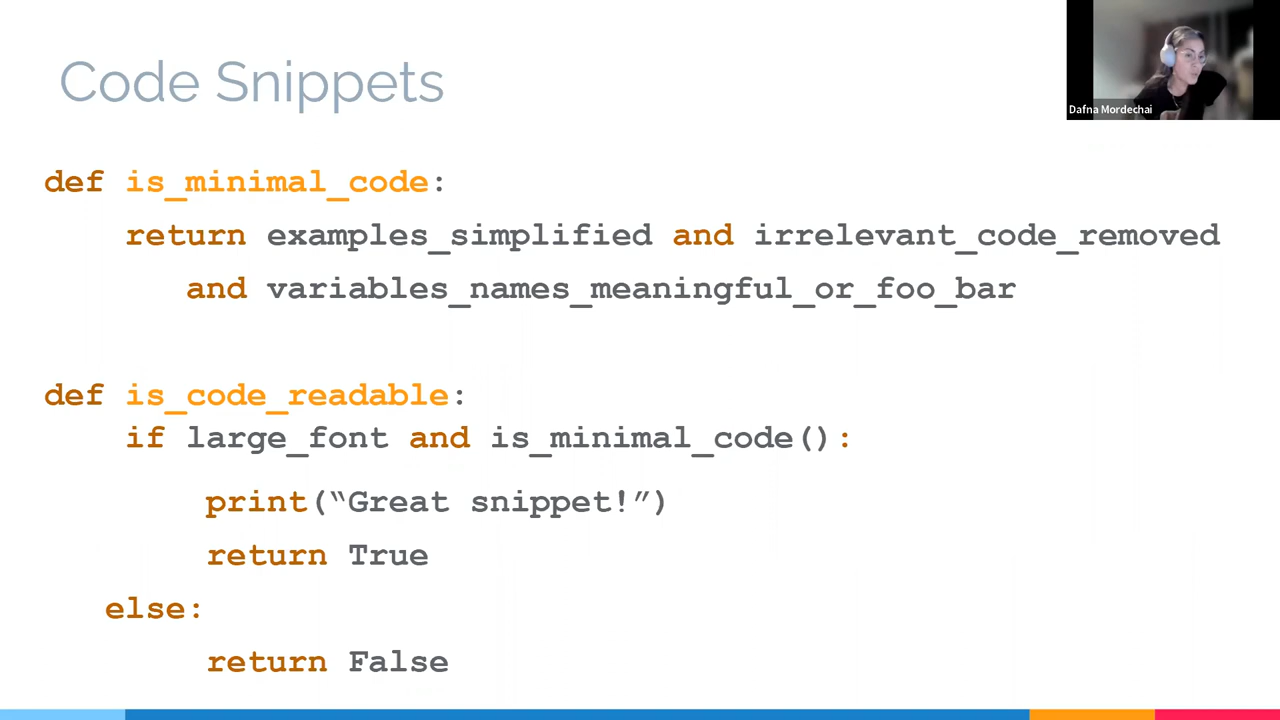 Code Snippets
Dafna Mordechai
def is_minimal_code:
return examples_simplified and irrelevant_code_removed
and variables_names_meaningful_or_foo_bar
def is_code_readable:
if large_font and is_minimal_code():
print(“Great snippet!”)
return True
else:
return False